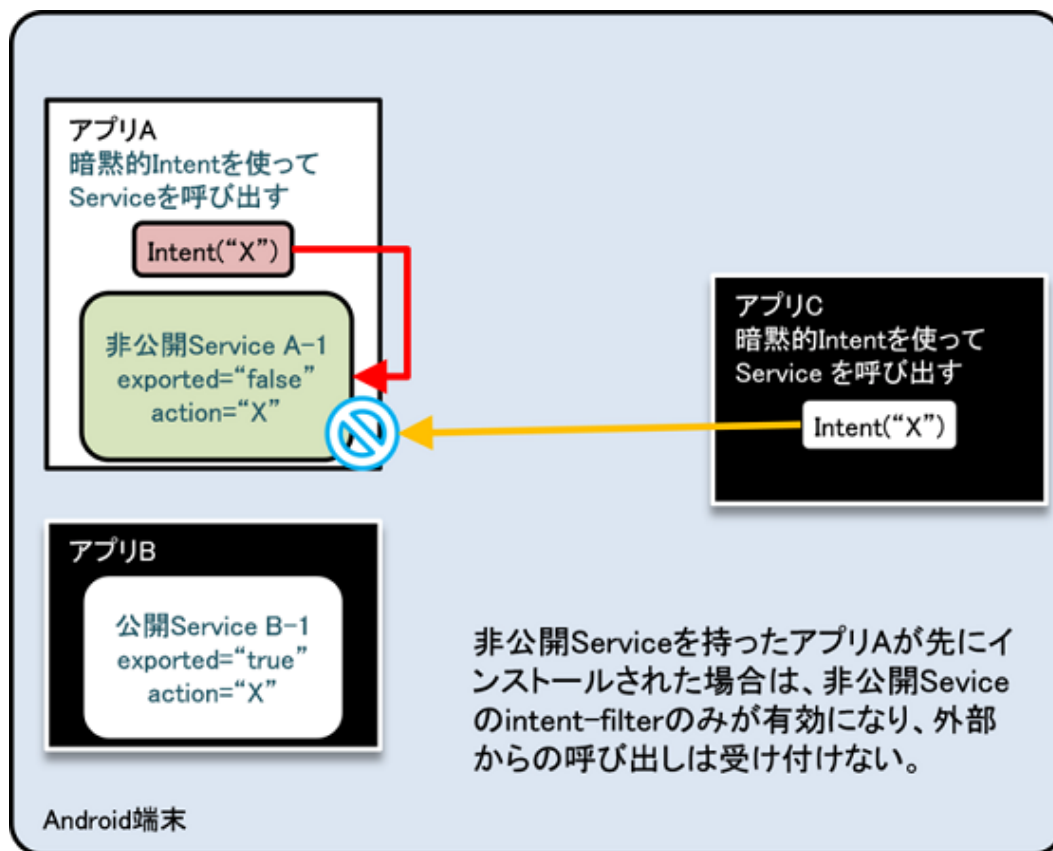 アプリA
暗黙的Intentを使って
Serviceを呼び出す
Intent(“X”)
非公開Service A-1
exported=“false”
action=“X”
アプリC
暗黙的Intentを使って
Service を呼び出す
Intent(“X”)
アプリB
公開Service B-1
exported=“true”
action=“X”
非公開Serviceを持ったアプリAが先にイ
ンストールされた場合は、非公開Sevice
のintent-filterのみが有効になり、外部
からの呼び出しは受け付けない。
Android端末